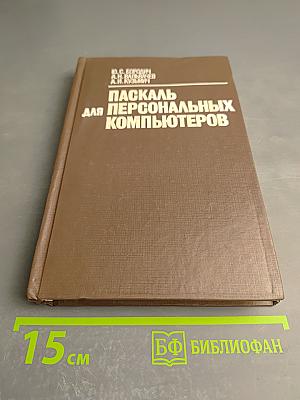 Ю.С.БОРОДИЧ
А.Н.ВАЛЬВАЧЕВ
А.И.КУЗЬМИЧ
ПАСКАЛЬ
ДЛЯ ПЕРСОНАЛЬНЫХ
КОМПЬЮТЕРОВ
15 см
БФ БИБЛИОФАН